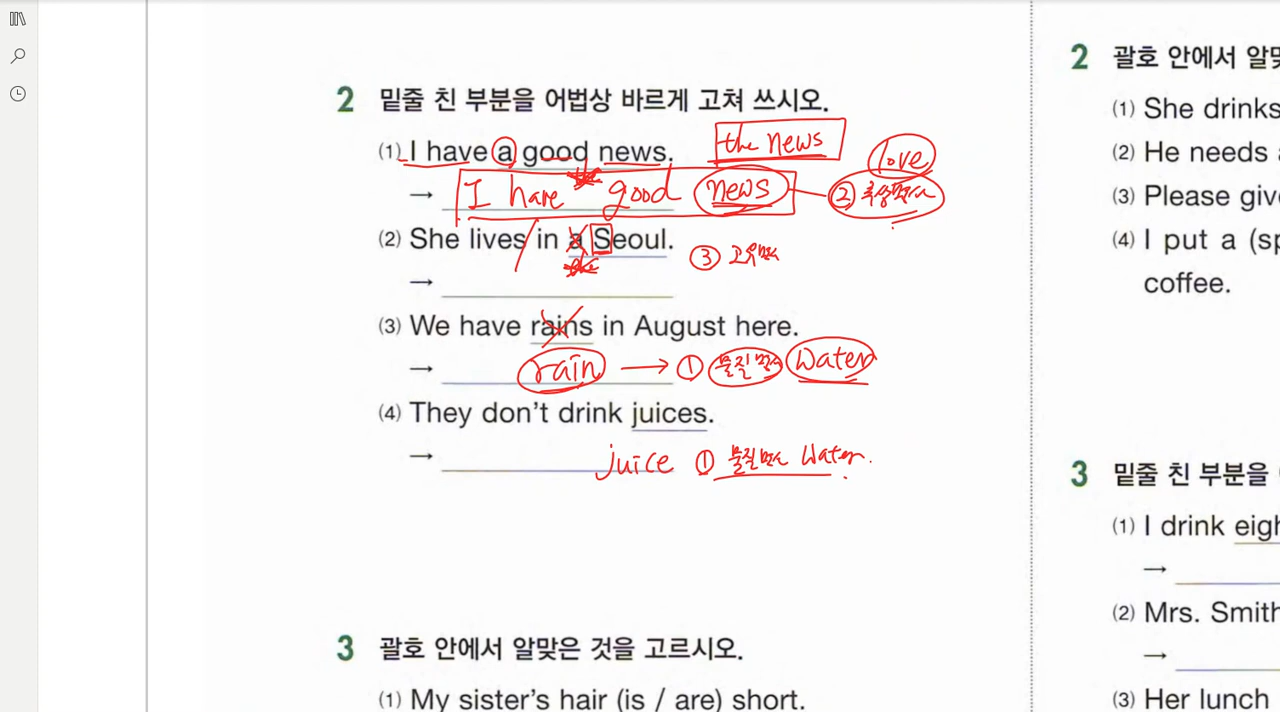 2 밑줄 친 부분을 어법상 바르게 고쳐 쓰시오.
(1) I have a good news. the news love
→ I have good news ② 추상명사
(2) She lives in a Seoul. ③ 고유명사
→
(3) We have rains in August here.
→ rain → ① 물질명사 Water
(4) They don't drink juices.
→ juice ① 물질명사 Water.
3 괄호 안에서 알맞은 것을 고르시오.
(1) My sister's hair (is / are) short.
2 괄호 안에서
(1) She drinks
(2) He needs
(3) Please
(4) I put a
coffee.
3 밑줄 친 부분을
(1) I drink
→
(2) Mrs. Smith
→
(3) Her lunch